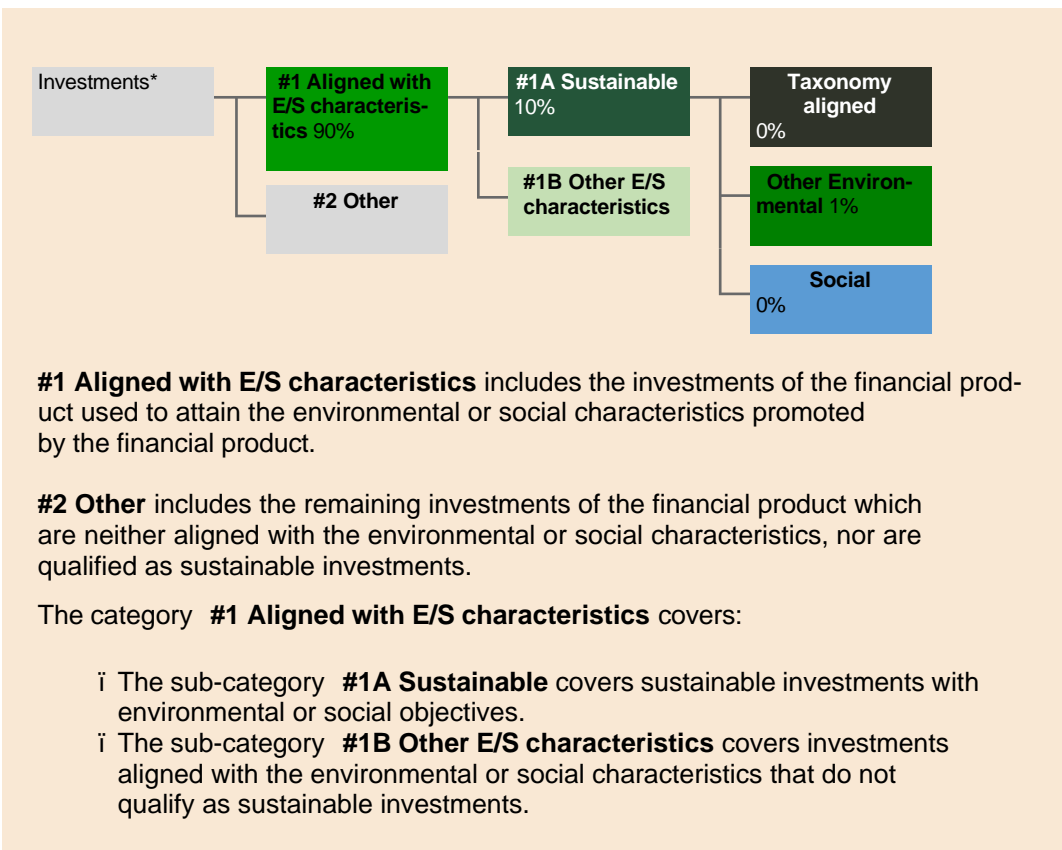 Investments*
#1 Aligned with
E/S characteris-
tics 90%
#2 Other
#1A Sustainable
10%
#1B Other E/S
characteristics
Taxonomy
aligned
0%
Other Environ-
mental 1%
Social
0%
#1 Aligned with E/S characteristics includes the investments of the financial prod-
uct used to attain the environmental or social characteristics promoted
by the financial product.
#2 Other includes the remaining investments of the financial product which
are neither aligned with the environmental or social characteristics, nor are
qualified as sustainable investments.
The category #1 Aligned with E/S characteristics covers:
ï The sub-category #1A Sustainable covers sustainable investments with
environmental or social objectives.
ï The sub-category #1B Other E/S characteristics covers investments
aligned with the environmental or social characteristics that do not
qualify as sustainable investments.